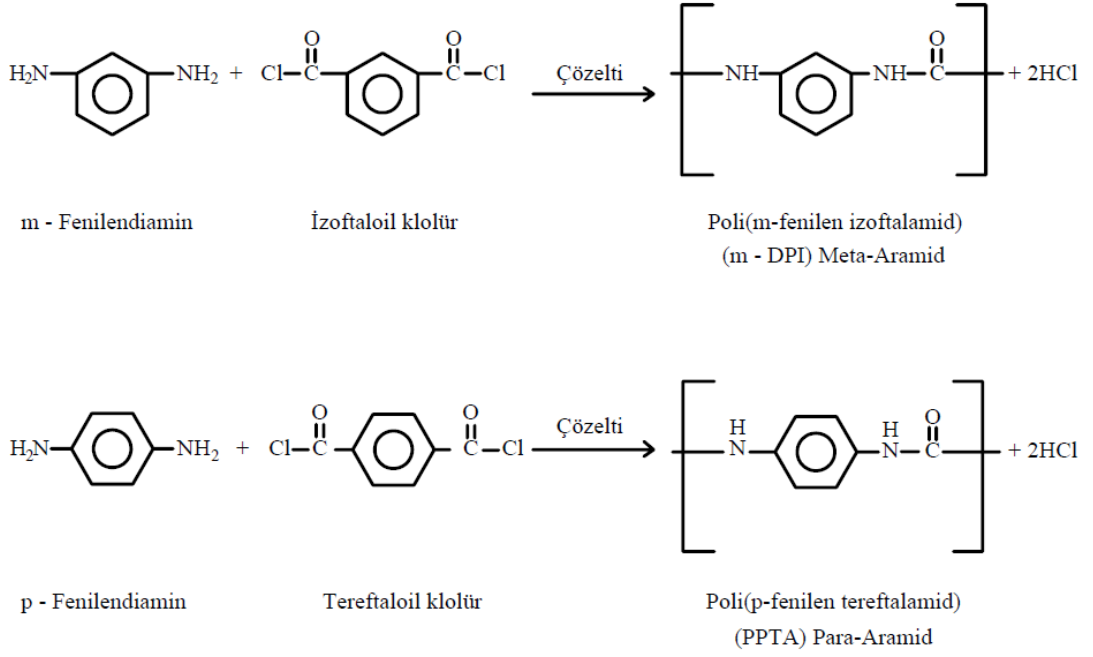 H₂N NH₂ + Cl C O C O Cl Çözelti NH NH C O + 2HCl
m - Fenilendiamin İzoftaloil klolür Poli(m-fenilen izoftalamid)
(m - DPI) Meta-Aramid
H₂N NH₂ + Cl C O C O Cl Çözelti H N H N C O + 2HCl
p - Fenilendiamin Tereftaloil klolür Poli(p-fenilen tereftalamid)
(PPTA) Para-Aramid